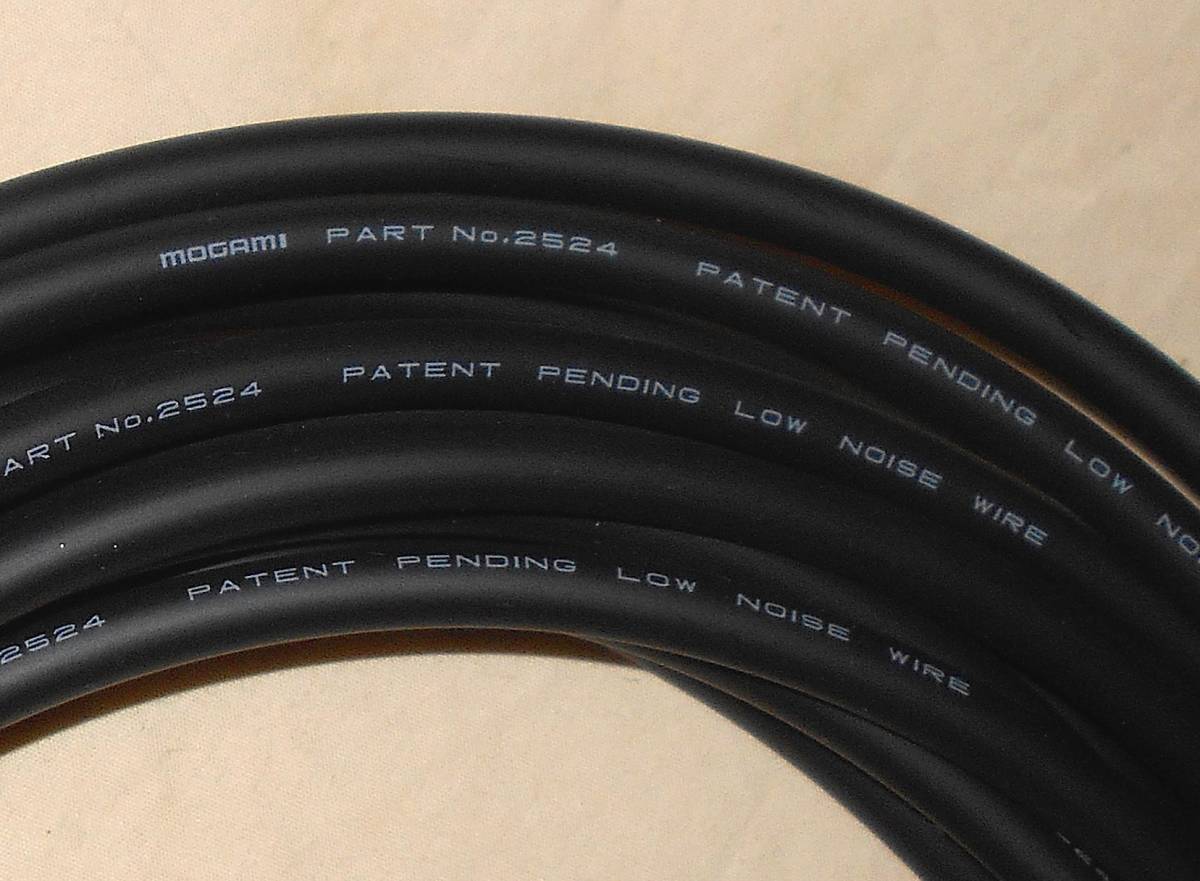 MOGAMI PART No.2524 PATENT PENDING LOW
PART No.2524 PATENT PENDING LOW NOISE WIRE
2524 PATENT PENDING LOW NOISE WIRE